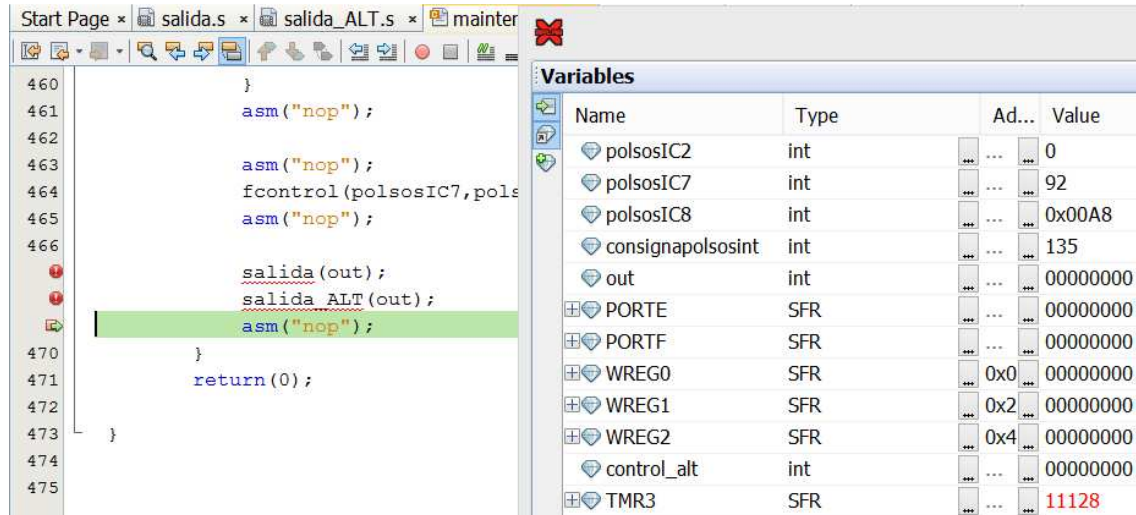 Start Page × salida.s × salida_ALT.s × mainter
460 }
461 asm("nop");
462
463 asm("nop");
464 fcontrol(polsosIC7,pols
465 asm("nop");
466
salida(out);
salida_ALT(out);
asm("nop");
470 }
471 return(0);
472
473 }
474
475
Variables
Name Type Ad... Value
polsosIC2 int ... ... ... 0
polsosIC7 int ... ... ... 92
polsosIC8 int ... ... ... 0x00A8
consignapolsosint int ... ... ... 135
out int ... ... ... 00000000
PORTE SFR ... ... ... 00000000
PORTF SFR ... ... ... 00000000
WREG0 SFR ... 0x0 ... 00000000
WREG1 SFR ... 0x2 ... 00000000
WREG2 SFR ... 0x4 ... 00000000
control_alt int ... ... ... 00000000
TMR3 SFR ... ... ... 11128